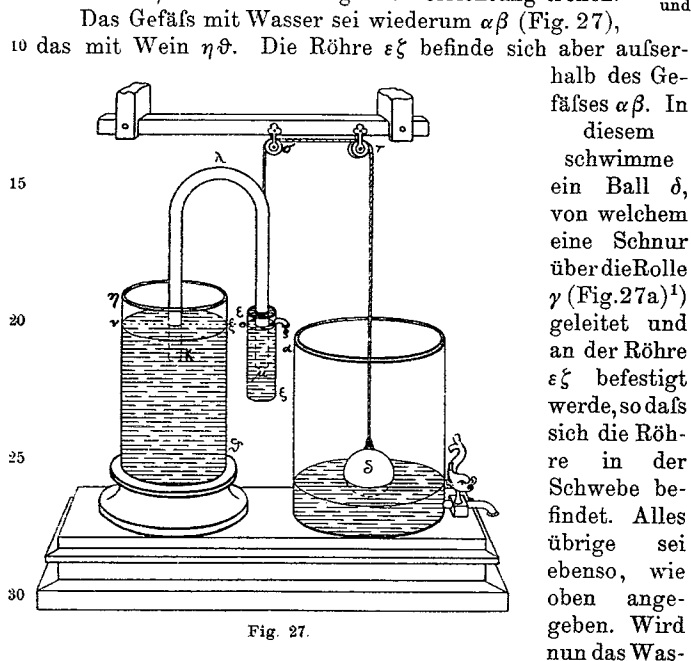 und
Das Gefäſs mit Wasser sei wiederum αβ (Fig. 27),
10 das mit Wein ηϑ. Die Röhre εζ befinde sich aber auſser-
halb des Ge-
fäſses αβ. In
diesem
schwimme
15 ein Ball δ,
von welchem
eine Schnur
über die Rolle
γ (Fig. 27a)¹)
20 geleitet und
an der Röhre
εζ befestigt
werde, so daſs
sich die Röh-
25 re in der
Schwebe be-
findet. Alles
übrige sei
ebenso, wie
30 oben ange-
geben. Wird
nun das Was-
σ
τ
λ
η
ν
ε
ξ
ο
α
κ
ξ
ϑ
δ
Fig. 27.